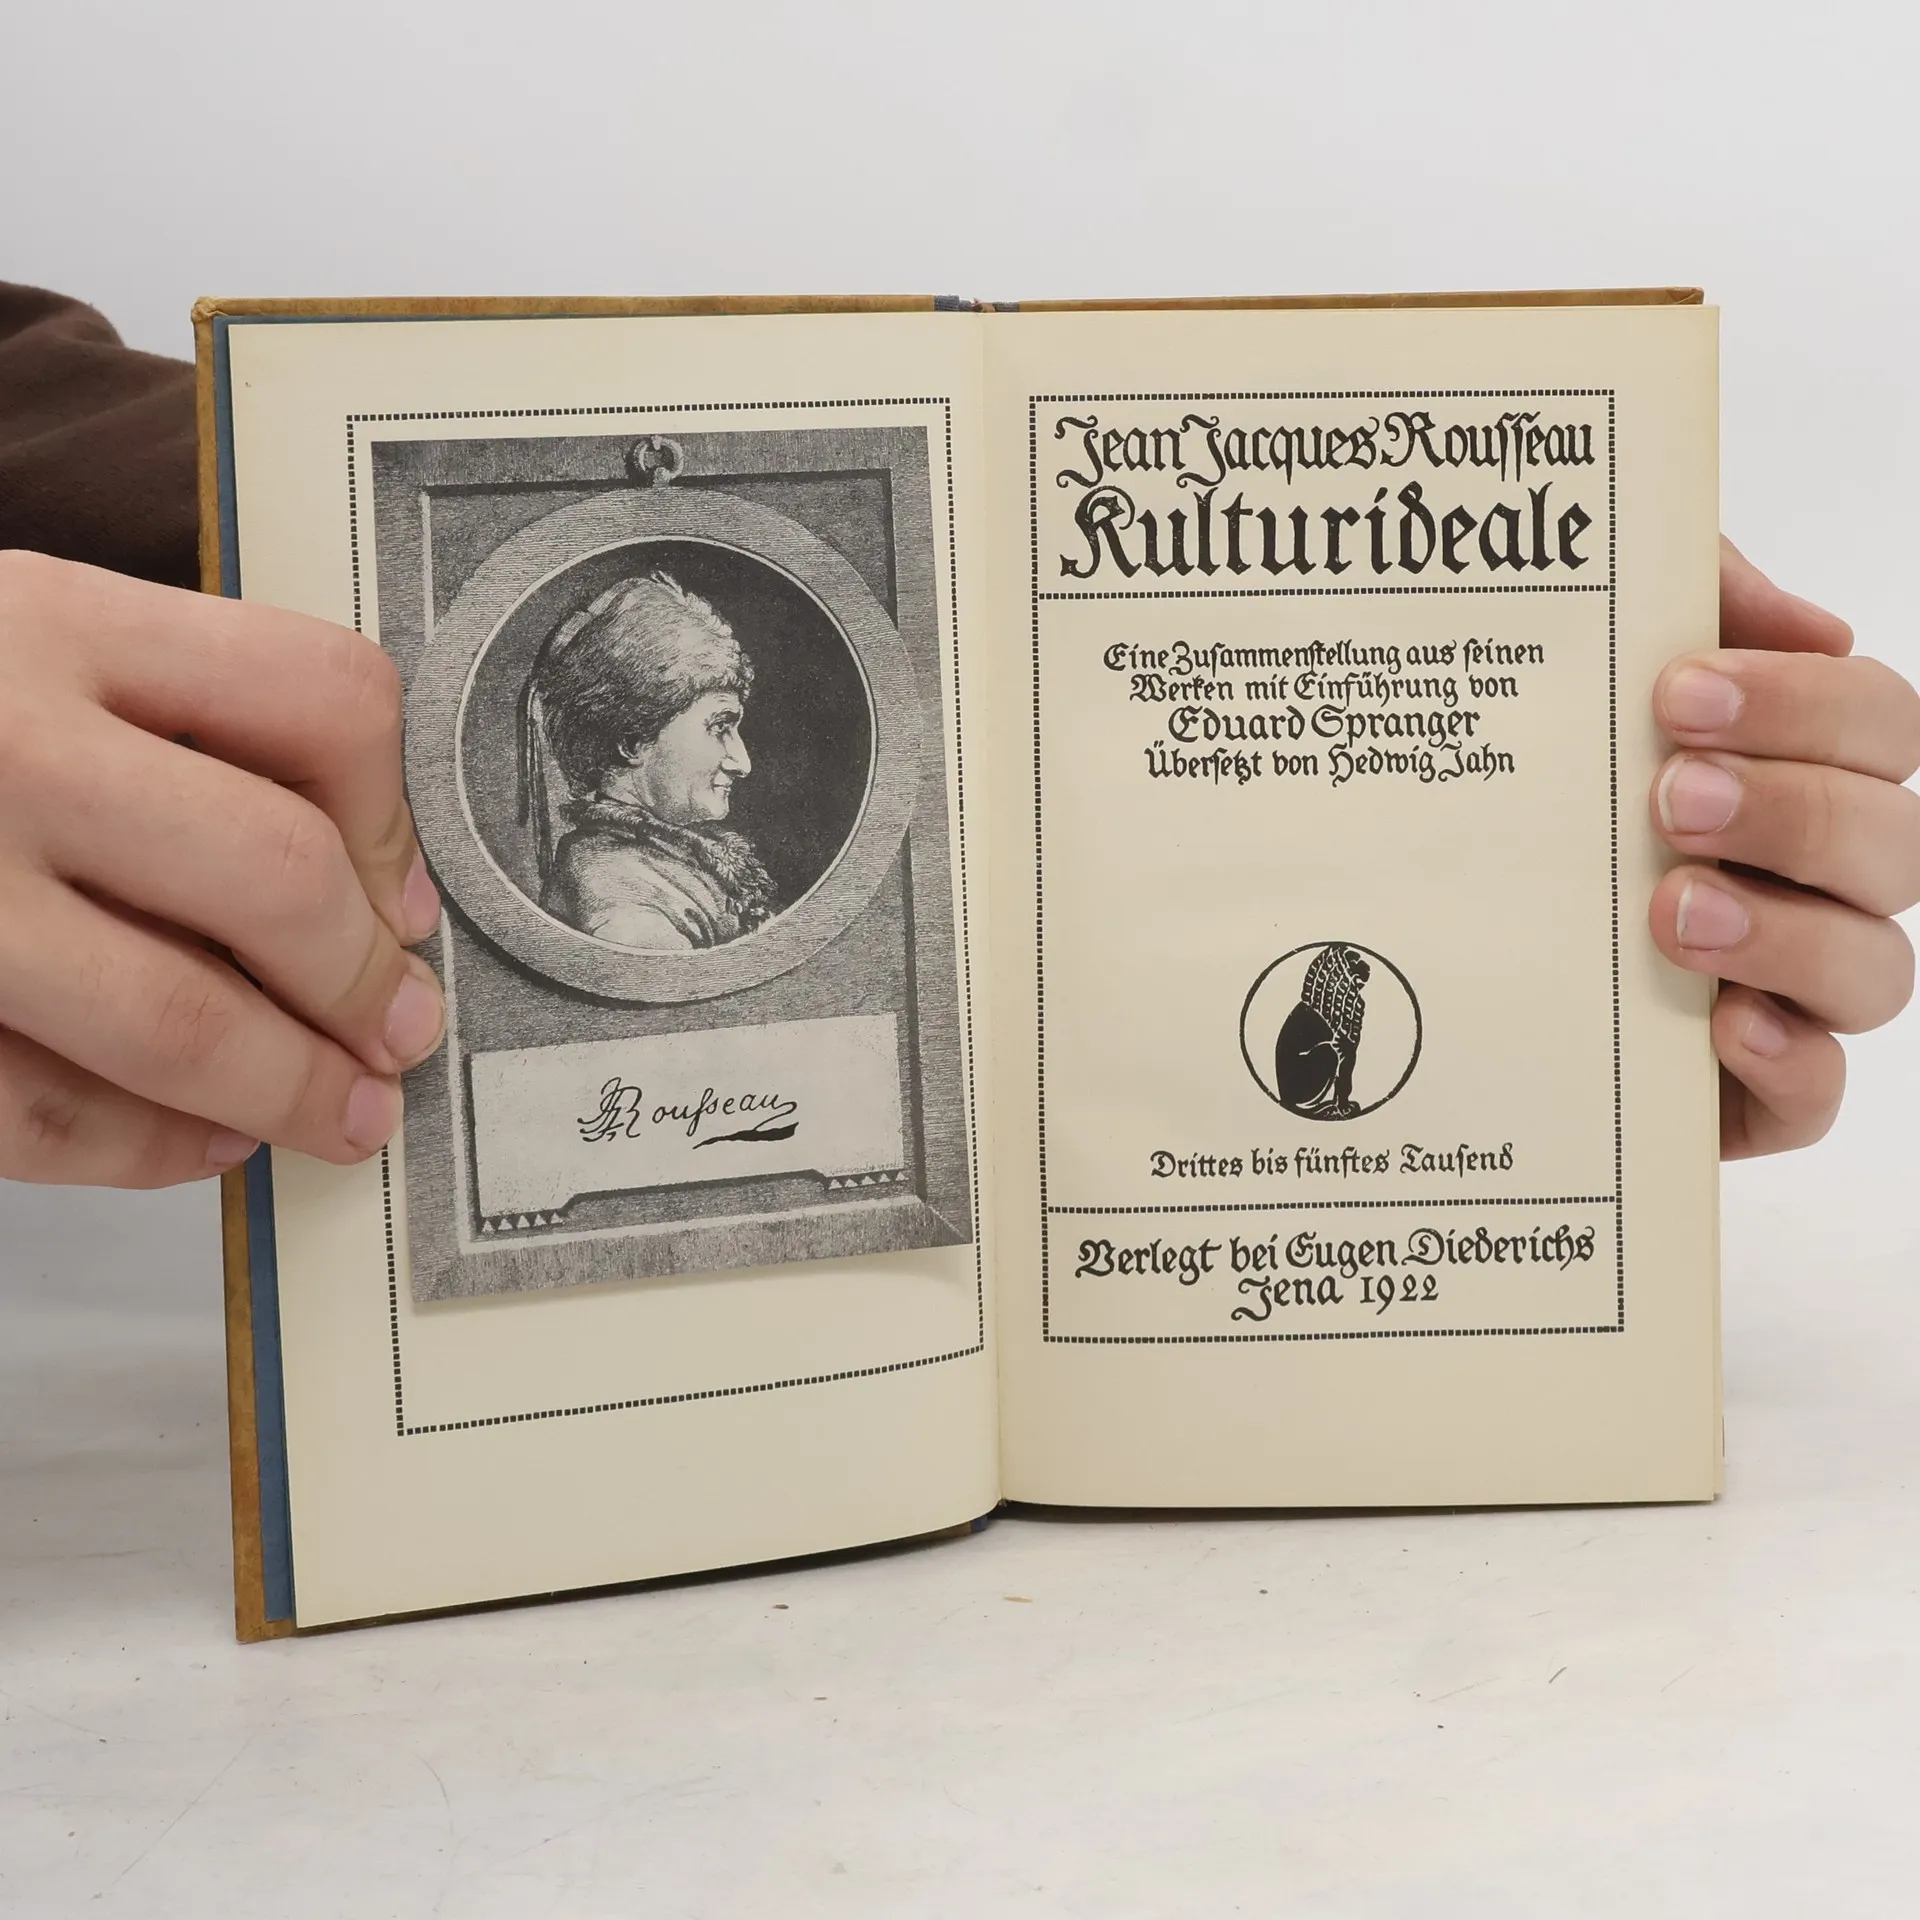 JJRousseau
Jean Jacques Rousseau
Kulturideale
Eine Zusammenstellung aus seinen
Werken mit Einführung von
Eduard Spranger
Übersetzt von Hedwig Jahn
Drittes bis fünftes Tausend
Verlegt bei Eugen Diederichs
Jena 1922